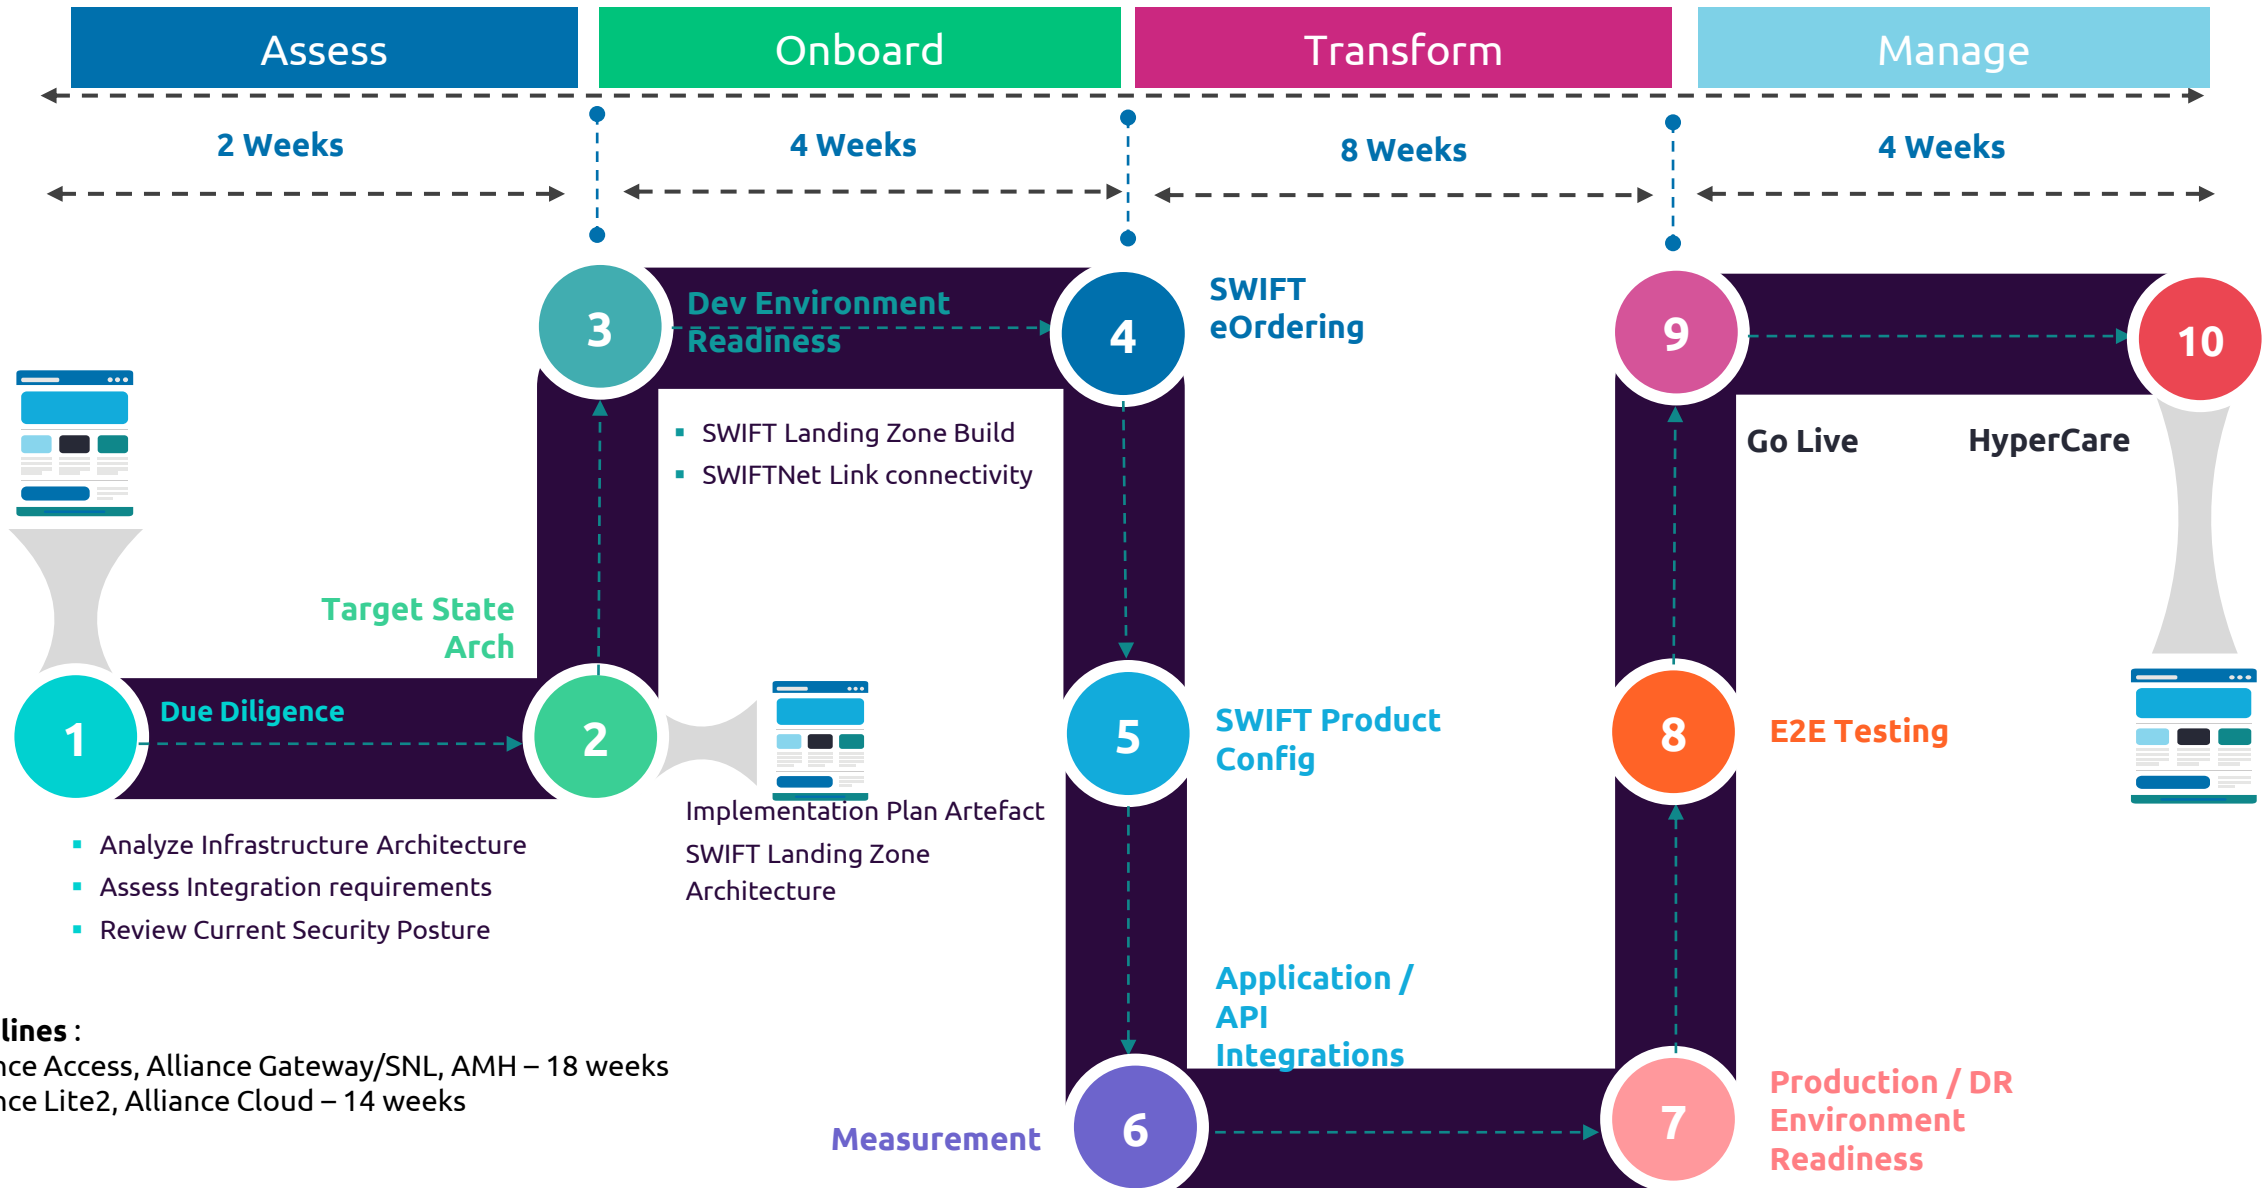 Assess
Onboard
Transform
Manage
2 Weeks
4 Weeks
8 Weeks
4 Weeks
3
Dev Environment
Readiness
4
SWIFT
eOrdering
9
10
SWIFT Landing Zone Build
SWIFTNet Link connectivity
Go Live
HyperCare
Target State
Arch
1
Due Diligence
2
5
SWIFT Product
Config
8
E2E Testing
Implementation Plan Artefact
SWIFT Landing Zone
Architecture
Analyze Infrastructure Architecture
Assess Integration requirements
Review Current Security Posture
Application /
API
Integrations
lines :
nce Access, Alliance Gateway/SNL, AMH – 18 weeks
nce Lite2, Alliance Cloud – 14 weeks
Measurement
6
7
Production / DR
Environment
Readiness